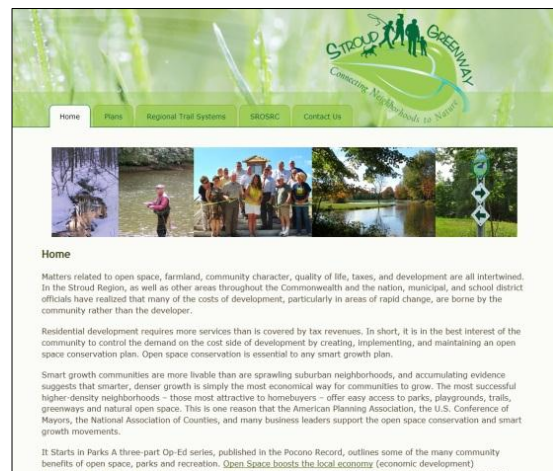 STROUD GREENWAY
Connecting Neighborhoods to Nature
Home Plans Regional Trail Systems SROSRC Contact Us
Home
Matters related to open space, farmland, community character, quality of life, taxes, and development are all intertwined.
In the Stroud Region, as well as other areas throughout the Commonwealth and the nation, municipal, and school district
officials have realized that many of the costs of development, particularly in areas of rapid change, are borne by the
community rather than the developer.
Residential development requires more services than is covered by tax revenues. In short, it is in the best interest of the
community to control the demand on the cost side of development by creating, implementing, and maintaining an open
space conservation plan. Open space conservation is essential to any smart growth plan.
Smart growth communities are more livable than are sprawling suburban neighborhoods, and accumulating evidence
suggests that smarter, denser growth is simply the most economical way for communities to grow. The most successful
higher-density neighborhoods – those most attractive to homebuyers – offer easy access to parks, playgrounds, trails,
greenways and natural open space. This is one reason that the American Planning Association, the U.S. Conference of
Mayors, the National Association of Counties, and many business leaders support the open space conservation and smart
growth movements.
It Starts in Parks A three-part Op-Ed series, published in the Pocono Record, outlines some of the many community
benefits of open space, parks and recreation. Open Space boosts the local economy (economic development)